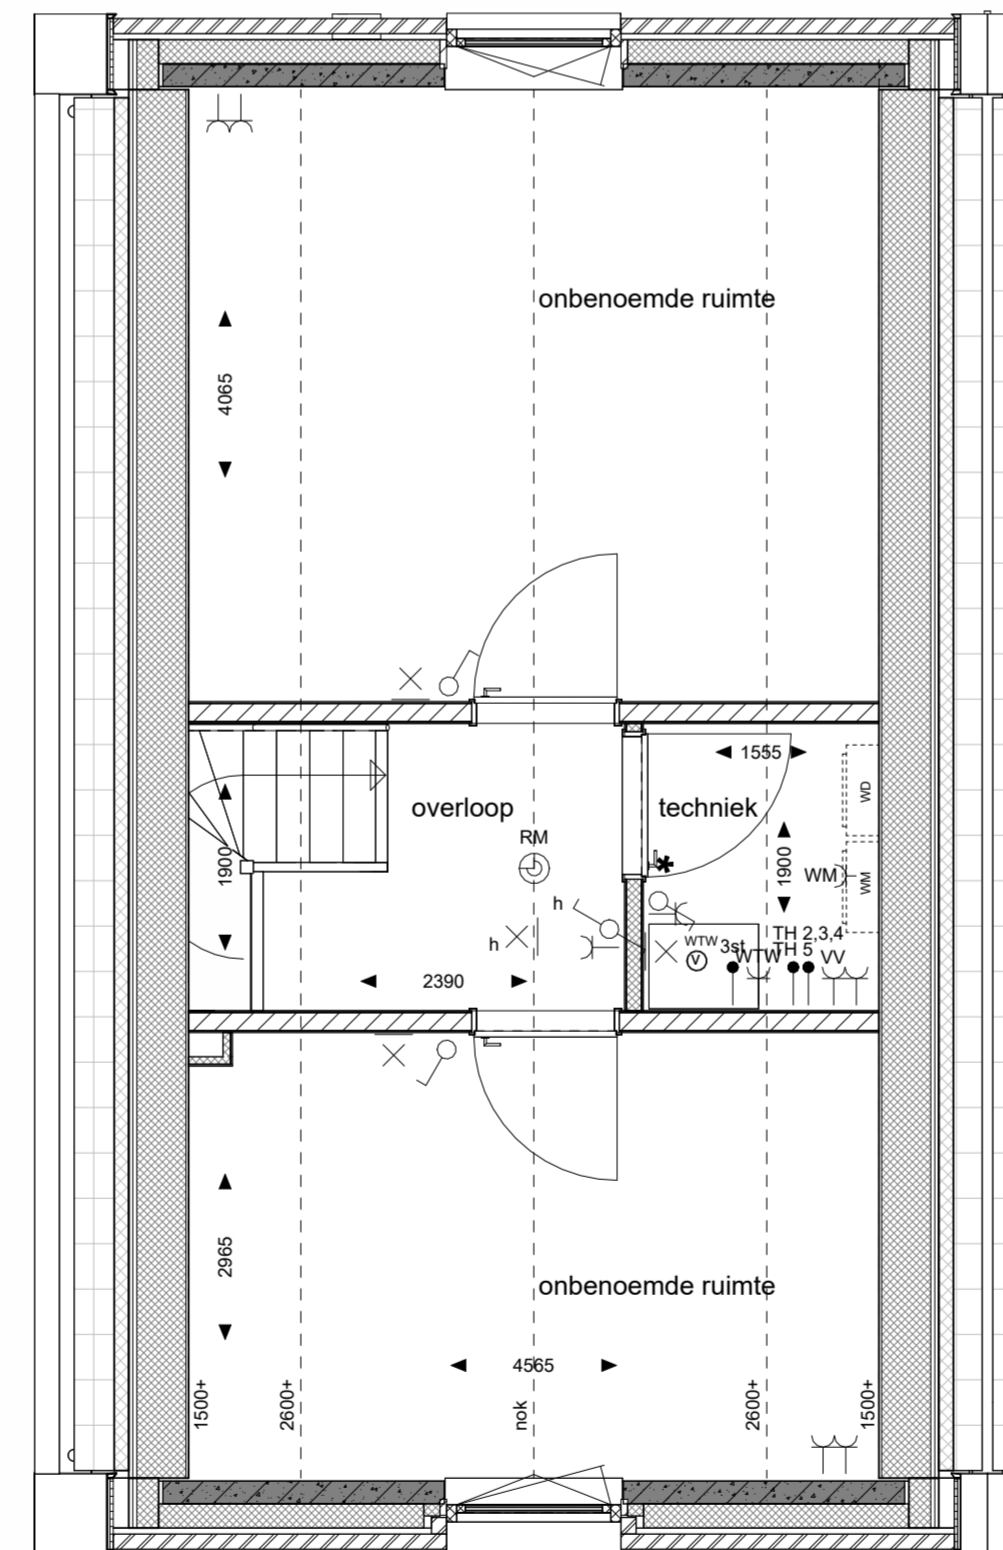 onbenoemde ruimte
4065
1555
WD
overloop
techniek
RM
1900
1900
WM
WM
h
h
WTW
V
3st
WTW
TH 2,3,4
TH 5
VV
2390
2965
onbenoemde ruimte
4565
1500+
2600+
nok
2600+
1500+